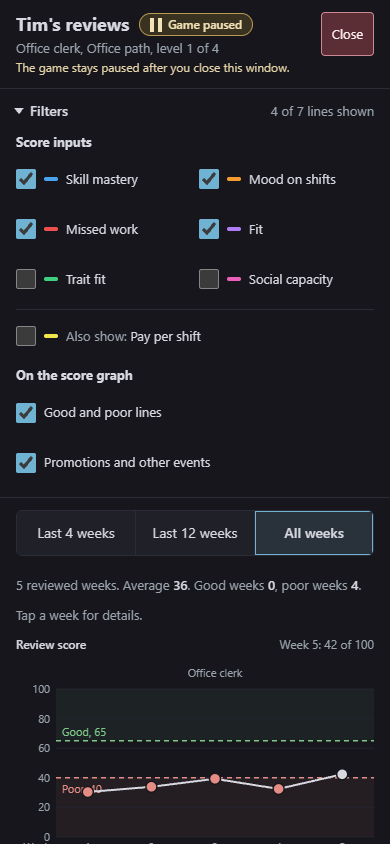 Tim's reviews
Game paused
Close
Office clerk, Office path, level 1 of 4
The game stays paused after you close this window.
Filters
4 of 7 lines shown
Score inputs
Skill mastery
Mood on shifts
Missed work
Fit
Trait fit
Social capacity
Also show: Pay per shift
On the score graph
Good and poor lines
Promotions and other events
Last 4 weeks
Last 12 weeks
All weeks
5 reviewed weeks. Average 36. Good weeks 0, poor weeks 4.
Tap a week for details.
Review score
Week 5: 42 of 100
Office clerk
100
80
Good, 65
60
40
Poor, 40
20
0